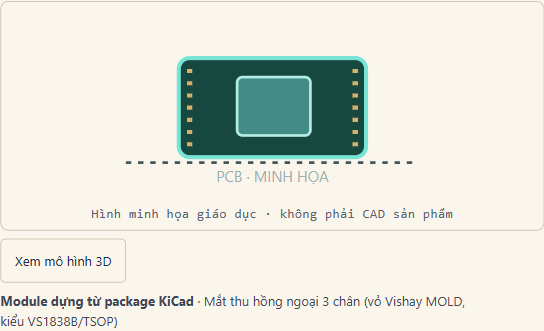 PCB · MINH HỌA
Hình minh họa giáo dục · không phải CAD sản phẩm
Xem mô hình 3D
Module dựng từ package KiCad · Mắt thu hồng ngoại 3 chân (vỏ Vishay MOLD,
kiểu VS1838B/TSOP)